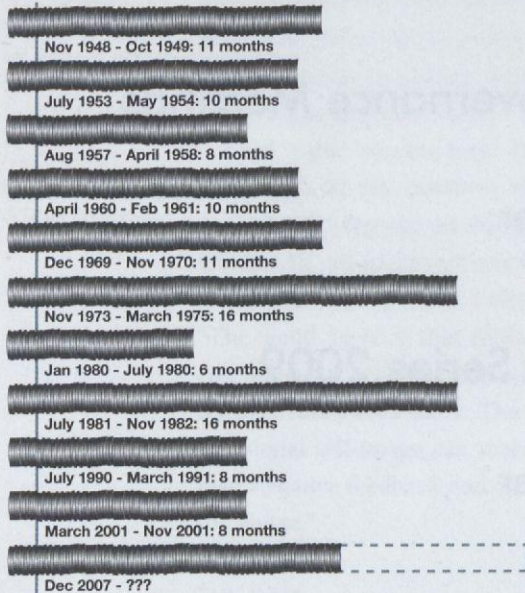 Nov 1948 - Oct 1949: 11 months
July 1953 - May 1954: 10 months
Aug 1957 - April 1958: 8 months
April 1960 - Feb 1961: 10 months
Dec 1969 - Nov 1970: 11 months
Nov 1973 - March 1975: 16 months
Jan 1980 - July 1980: 6 months
July 1981 - Nov 1982: 16 months
July 1990 - March 1991: 8 months
March 2001 - Nov 2001: 8 months
Dec 2007 - ???